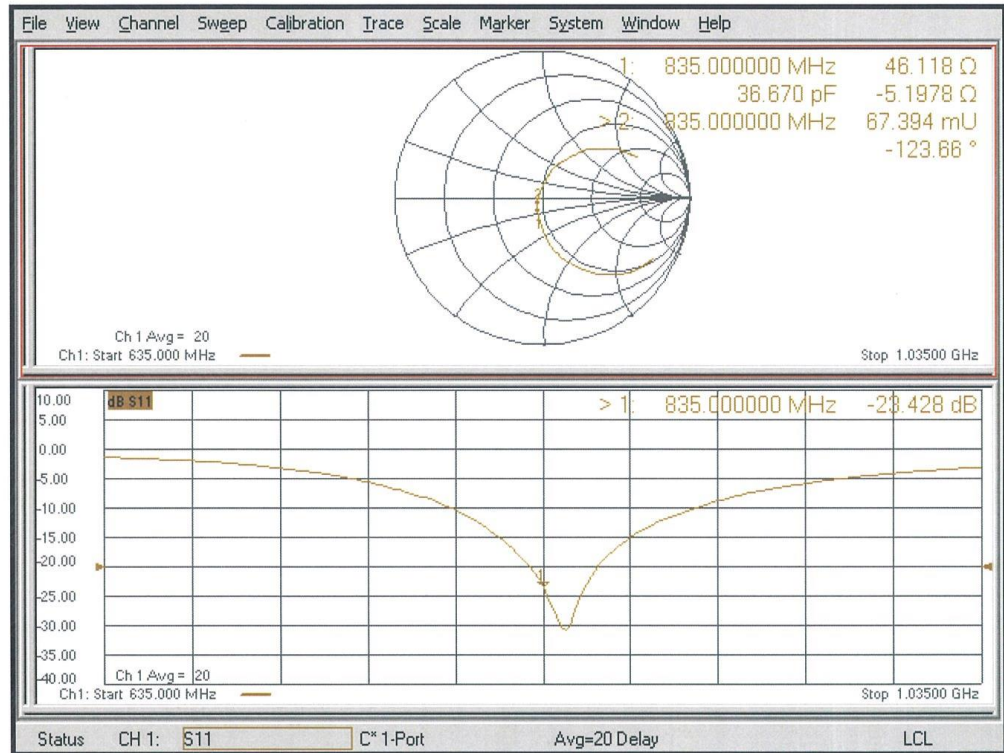 File View Channel Sweep Calibration Trace Scale Marker System Window Help
1: 835.000000 MHz 46.118 Ω
36.670 pF -5.1978 Ω
> 2: 835.000000 MHz 67.394 mU
-123.66 °
2
Ch 1 Avg = 20
Ch1: Start 635.000 MHz Stop 1.03500 GHz
10.00 dB S11 > 1: 835.000000 MHz -23.428 dB
5.00
0.00
-5.00
-10.00
-15.00
-20.00
1
-25.00
-30.00
-35.00
-40.00 Ch 1 Avg = 20
Ch1: Start 635.000 MHz Stop 1.03500 GHz
Status CH 1: S11 C* 1-Port Avg=20 Delay LCL